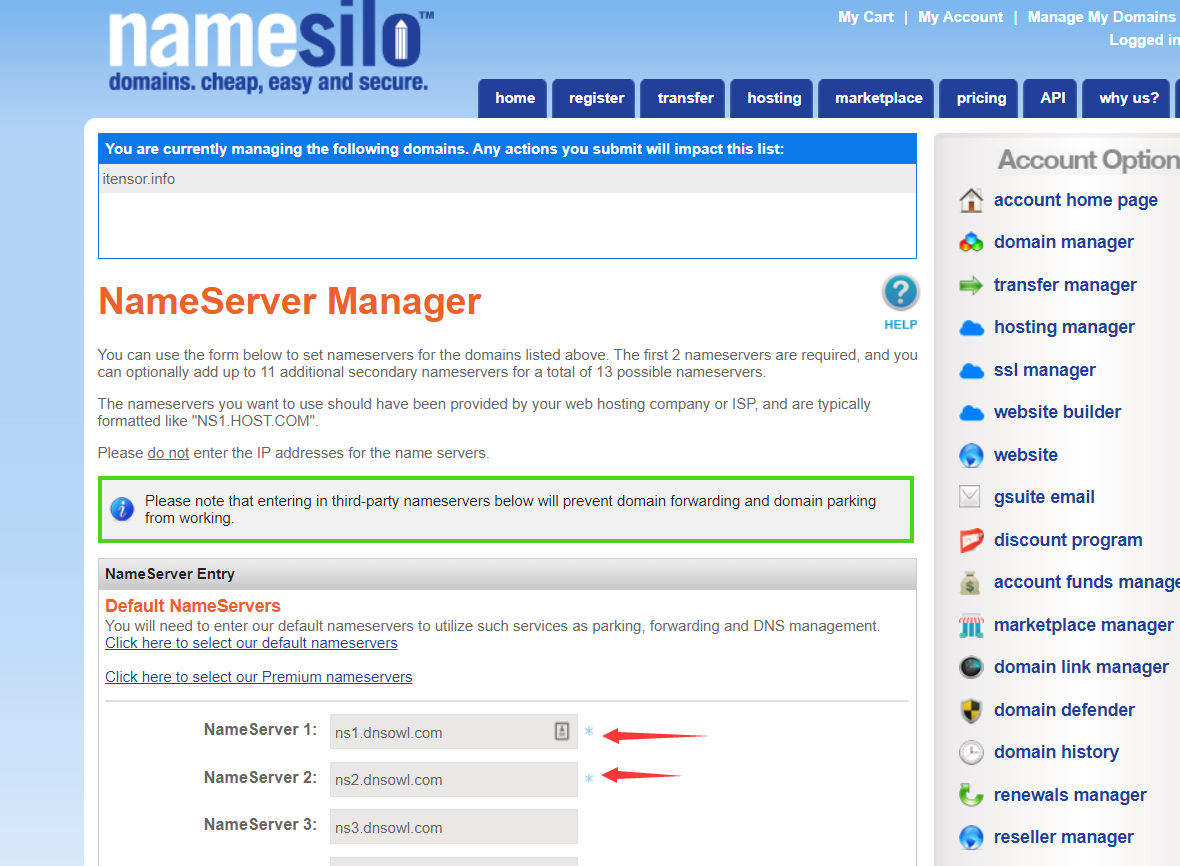 namesilo™
domains. cheap, easy and secure.
My Cart | My Account | Manage My Domains
Logged in
home
register
transfer
hosting
marketplace
pricing
API
why us?
You are currently managing the following domains. Any actions you submit will impact this list:
itensor.info
NameServer Manager
HELP
You can use the form below to set nameservers for the domains listed above. The first 2 nameservers are required, and you
can optionally add up to 11 additional secondary nameservers for a total of 13 possible nameservers.
The nameservers you want to use should have been provided by your web hosting company or ISP, and are typically
formatted like "NS1.HOST.COM".
Please do not enter the IP addresses for the name servers.
Please note that entering in third-party nameservers below will prevent domain forwarding and domain parking
from working.
NameServer Entry
Default NameServers
You will need to enter our default nameservers to utilize such services as parking, forwarding and DNS management.
Click here to select our default nameservers
Click here to select our Premium nameservers
NameServer 1: ns1.dnsowl.com *
NameServer 2: ns2.dnsowl.com *
NameServer 3: ns3.dnsowl.com
Account Option
account home page
domain manager
transfer manager
hosting manager
ssl manager
website builder
website
gsuite email
discount program
account funds manage
marketplace manager
domain link manager
domain defender
domain history
renewals manager
reseller manager